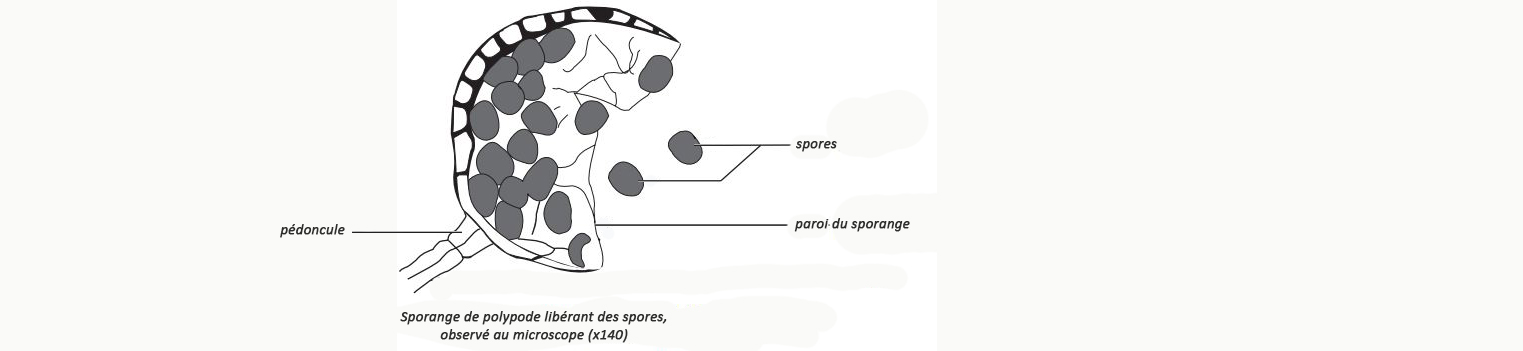 spores
paroi du sporange
pédoncule
Sporange de polypode libérant des spores,
observé au microscope (x140)